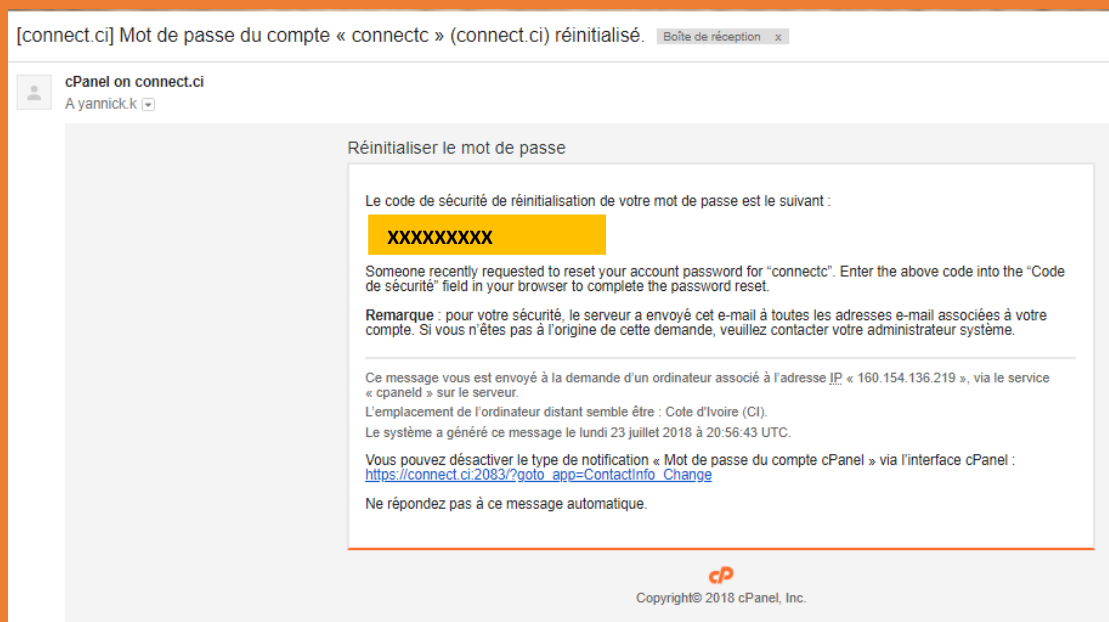 [connect.ci] Mot de passe du compte « connectc » (connect.ci) réinitialisé. Boîte de réception x
cPanel on connect.ci
A yannick.k
Réinitialiser le mot de passe
Le code de sécurité de réinitialisation de votre mot de passe est le suivant :
XXXXXXXXX
Someone recently requested to reset your account password for “connectc”. Enter the above code into the “Code
de sécurité” field in your browser to complete the password reset.
Remarque : pour votre sécurité, le serveur a envoyé cet e-mail à toutes les adresses e-mail associées à votre
compte. Si vous n’êtes pas à l’origine de cette demande, veuillez contacter votre administrateur système.
Ce message vous est envoyé à la demande d’un ordinateur associé à l’adresse IP « 160.154.136.219 », via le service
« cpaneld » sur le serveur.
L’emplacement de l’ordinateur distant semble être : Cote d'Ivoire (CI).
Le système a généré ce message le lundi 23 juillet 2018 à 20:56:43 UTC.
Vous pouvez désactiver le type de notification « Mot de passe du compte cPanel » via l’interface cPanel :
https://connect.ci:2083/?goto_app=ContactInfo_Change
Ne répondez pas à ce message automatique.
cP
Copyright© 2018 cPanel, Inc.